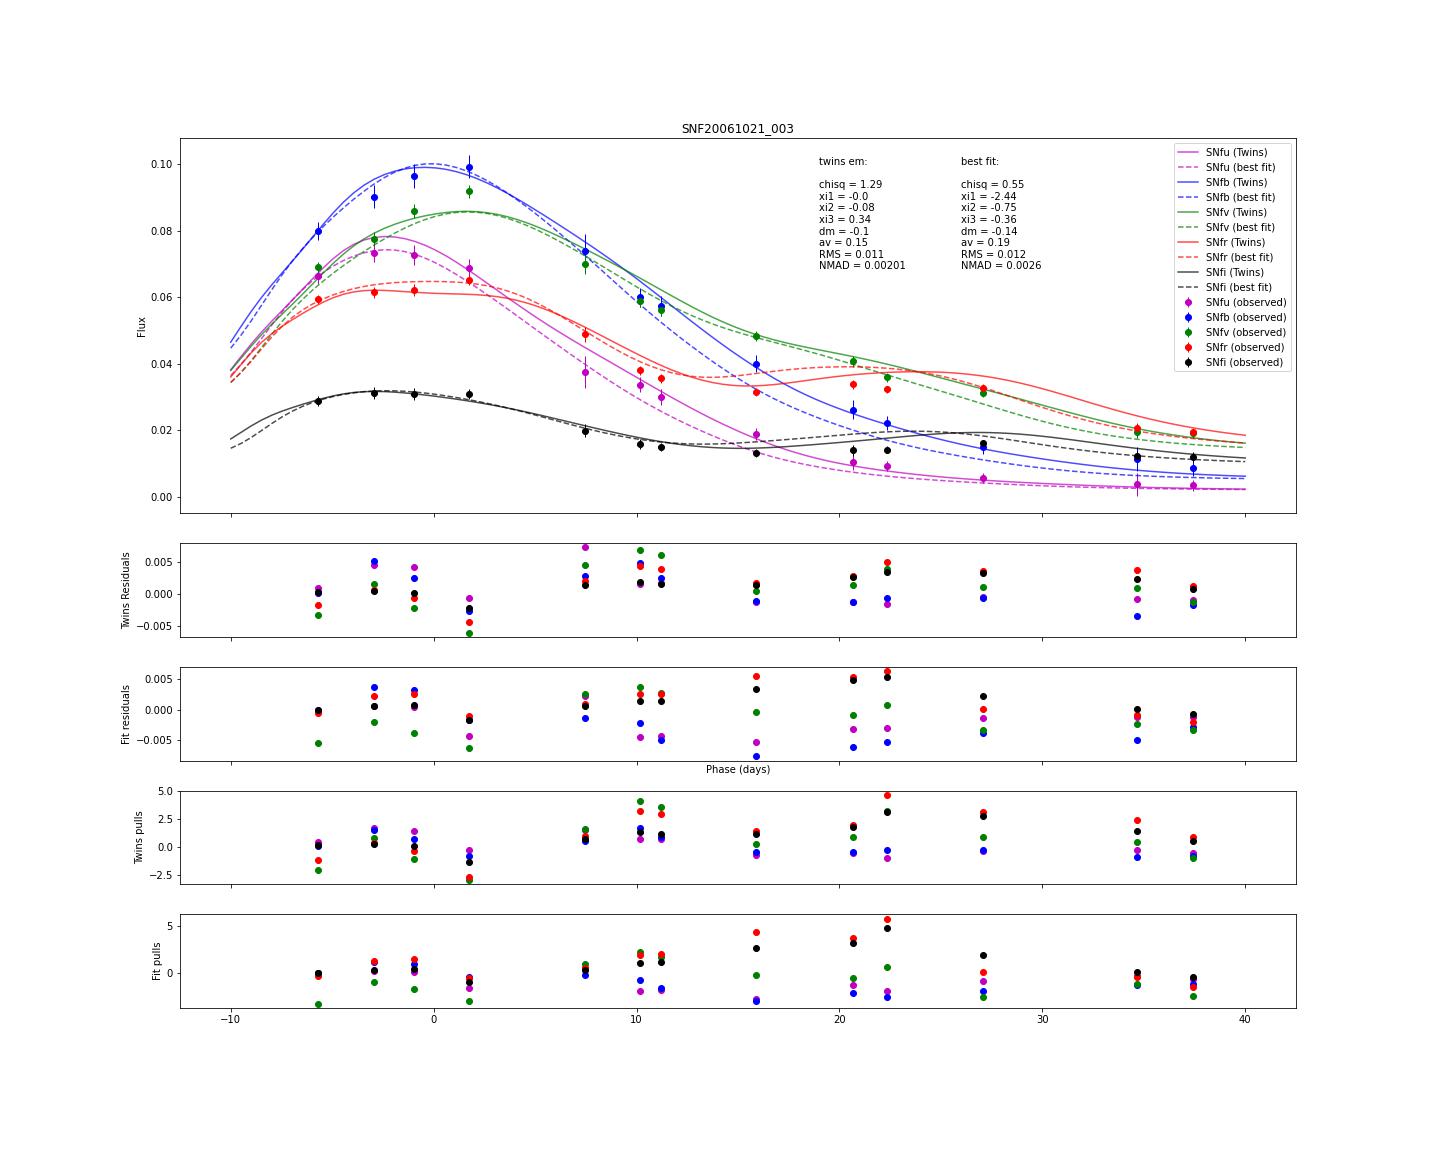 SNF20061021_003
Flux
0.10
0.08
0.06
0.04
0.02
0.00
−10
0
10
20
30
40
twins em:
chisq = 1.29
xi1 = -0.0
xi2 = -0.08
xi3 = 0.34
dm = -0.1
av = 0.15
RMS = 0.011
NMAD = 0.00201
best fit:
chisq = 0.55
xi1 = -2.44
xi2 = -0.75
xi3 = -0.36
dm = -0.14
av = 0.19
RMS = 0.012
NMAD = 0.0026
SNfu (Twins)
SNfu (best fit)
SNfb (Twins)
SNfb (best fit)
SNfv (Twins)
SNfv (best fit)
SNfr (Twins)
SNfr (best fit)
SNfi (Twins)
SNfi (best fit)
SNfu (observed)
SNfb (observed)
SNfv (observed)
SNfr (observed)
SNfi (observed)
Twins Residuals
0.005
0.000
−0.005
Fit residuals
0.005
0.000
−0.005
Phase (days)
Twins pulls
5.0
2.5
0.0
−2.5
Fit pulls
5
0
−10
0
10
20
30
40